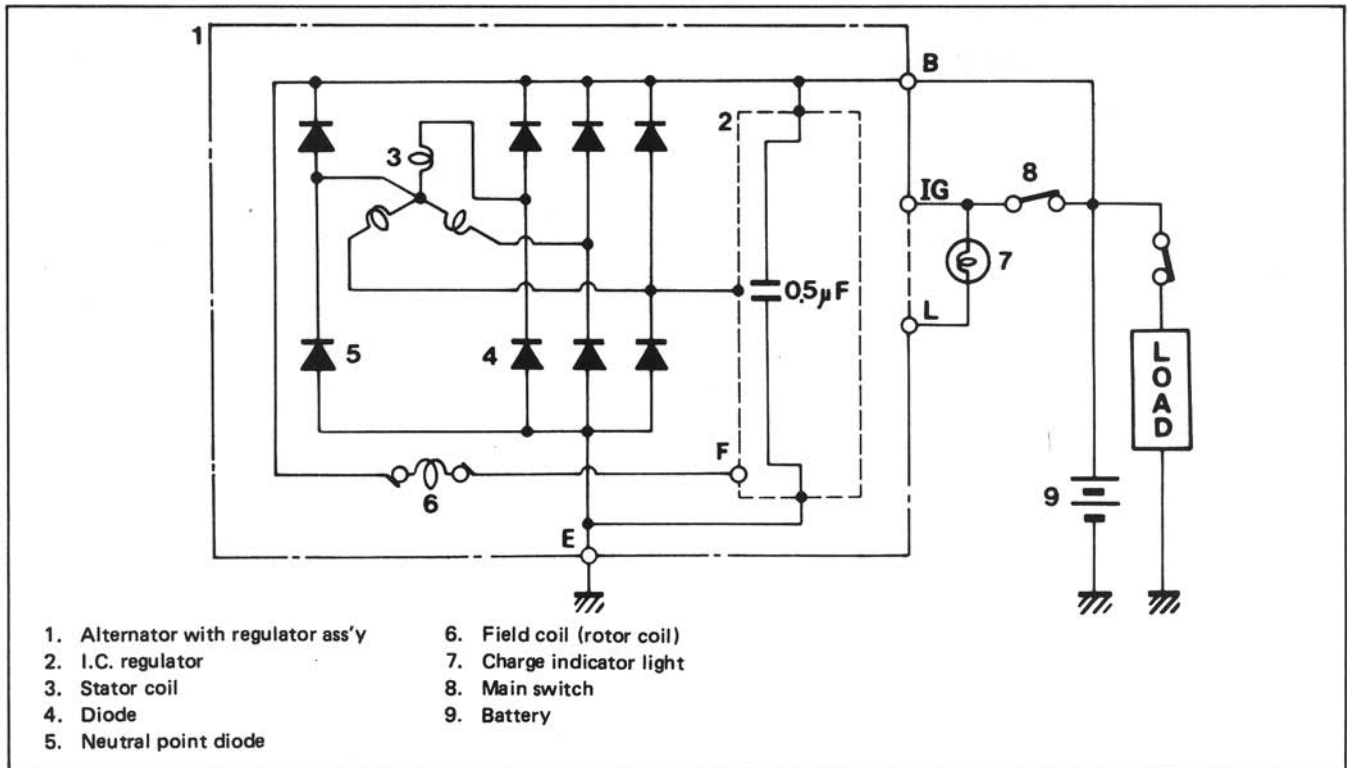 1
B
2
3
IG
8
7
0.5μF
L
5
4
LOAD
F
9
6
E
1. Alternator with regulator ass'y
2. I.C. regulator
3. Stator coil
4. Diode
5. Neutral point diode
6. Field coil (rotor coil)
7. Charge indicator light
8. Main switch
9. Battery